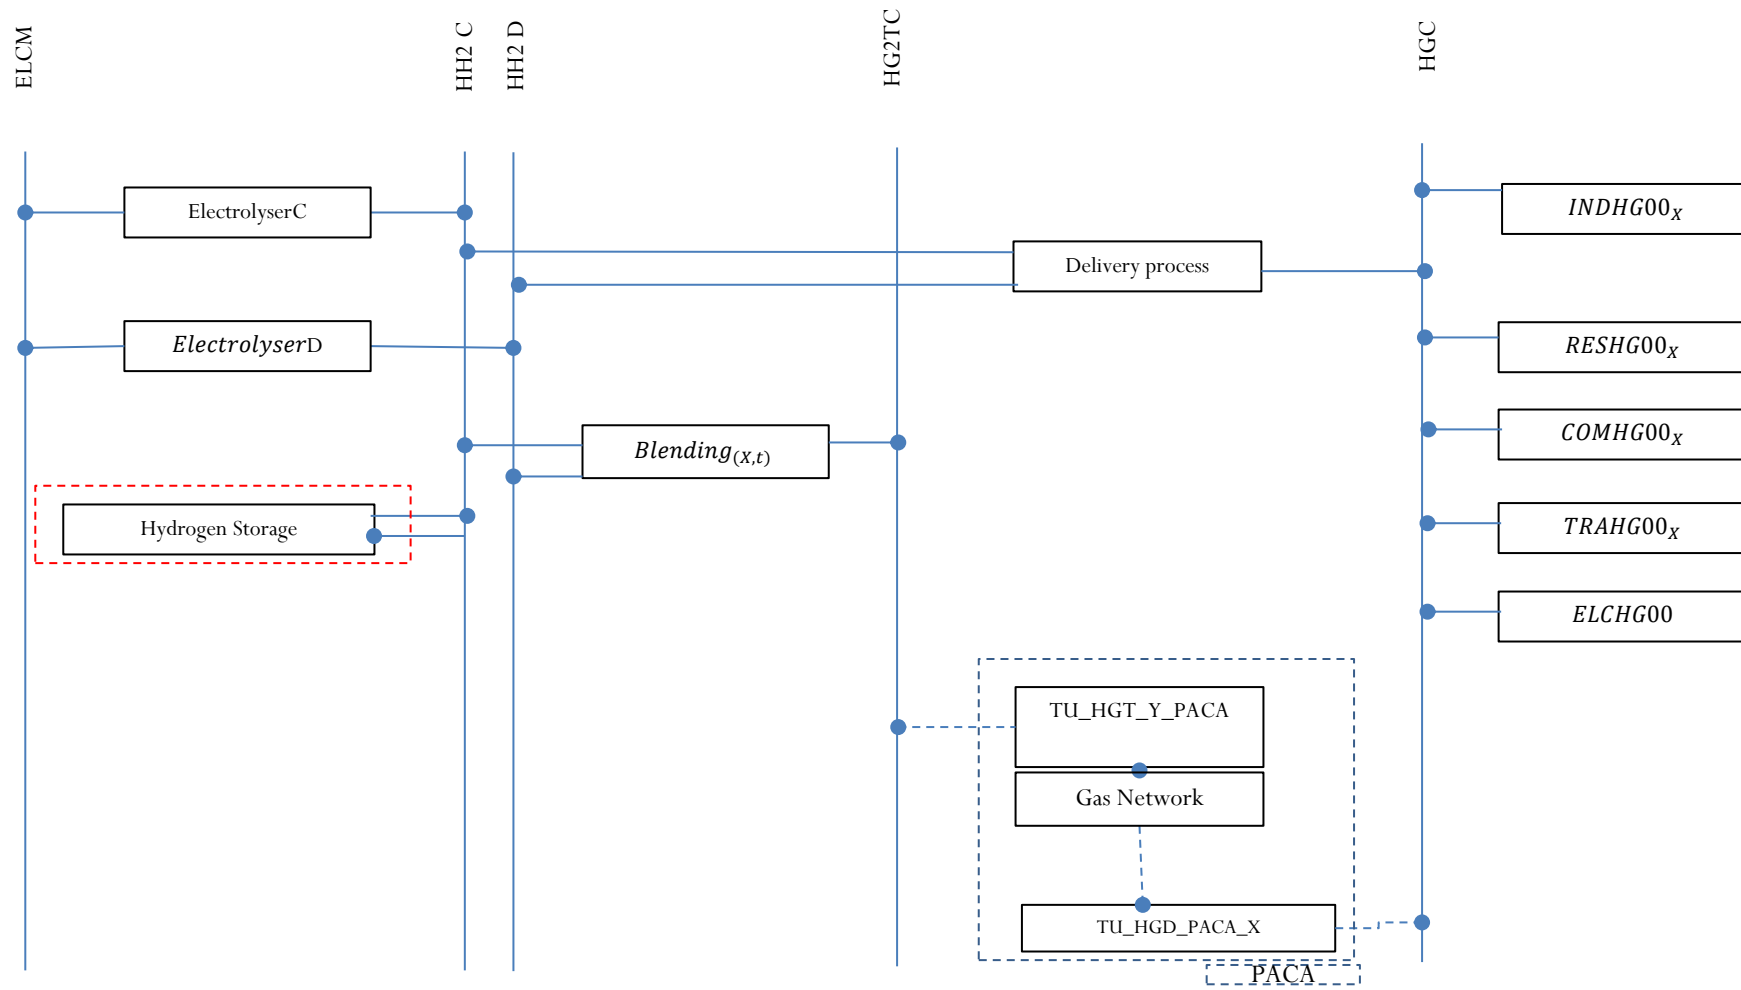 ELCM
HH2 C
HH2 D
HG2TC
HGC
ElectrolyserC
INDHG00X
Delivery process
ElectrolyserD
RESHG00X
Blending(X,t)
COMHG00X
Hydrogen Storage
TRAHG00X
ELCHG00
TU_HGT_Y_PACA
Gas Network
TU_HGD_PACA_X
PACA